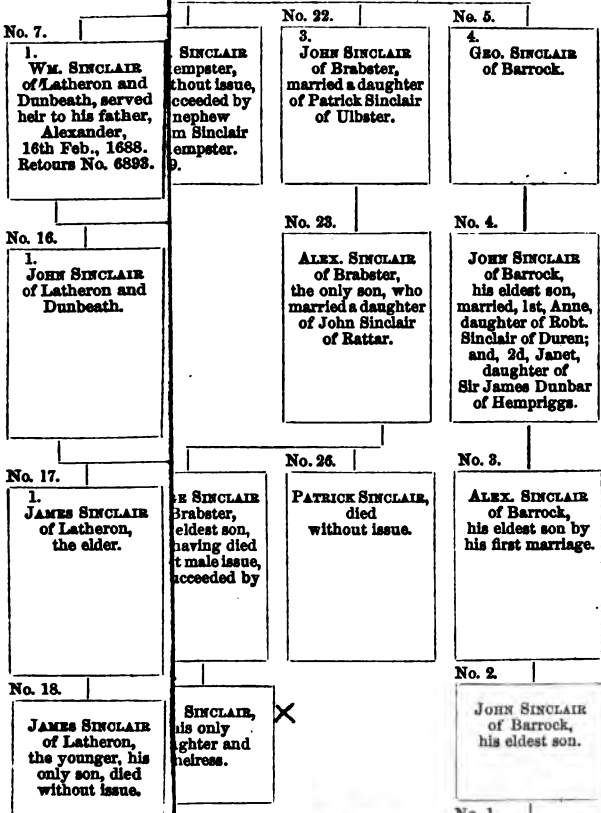 No. 7.
1.
WM. SINCLAIR
of Latheron and
Dunbeath, served
heir to his father,
Alexander,
16th Feb., 1688.
Retours No. 6893.
No. 16.
1.
JOHN SINCLAIR
of Latheron and
Dunbeath.
No. 17.
1.
JAMES SINCLAIR
of Latheron,
the elder.
No. 18.
JAMES SINCLAIR
of Latheron,
the younger, his
only son, died
without issue.
SINCLAIR
empster,
thout issue,
cceeded by
nephew
m Sinclair
empster.
9.
E SINCLAIR
Brabster,
eldest son,
having died
t male issue,
ucceeded by
SINCLAIR,
his only
ghter and
heiress.
No. 22.
3.
JOHN SINCLAIR
of Brabster,
married a daughter
of Patrick Sinclair
of Ulbster.
No. 23.
ALEX. SINCLAIR
of Brabster,
the only son, who
married a daughter
of John Sinclair
of Rattar.
No. 26.
PATRICK SINCLAIR,
died
without issue.
No. 5.
4.
GEO. SINCLAIR
of Barrock.
No. 4.
JOHN SINCLAIR
of Barrock,
his eldest son,
married, 1st, Anne,
daughter of Robt.
Sinclair of Duren;
and, 2d, Janet,
daughter of
Sir James Dunbar
of Hempriggs.
No. 3.
ALEX. SINCLAIR
of Barrock,
his eldest son by
his first marriage.
No. 2.
JOHN SINCLAIR
of Barrock,
his eldest son.